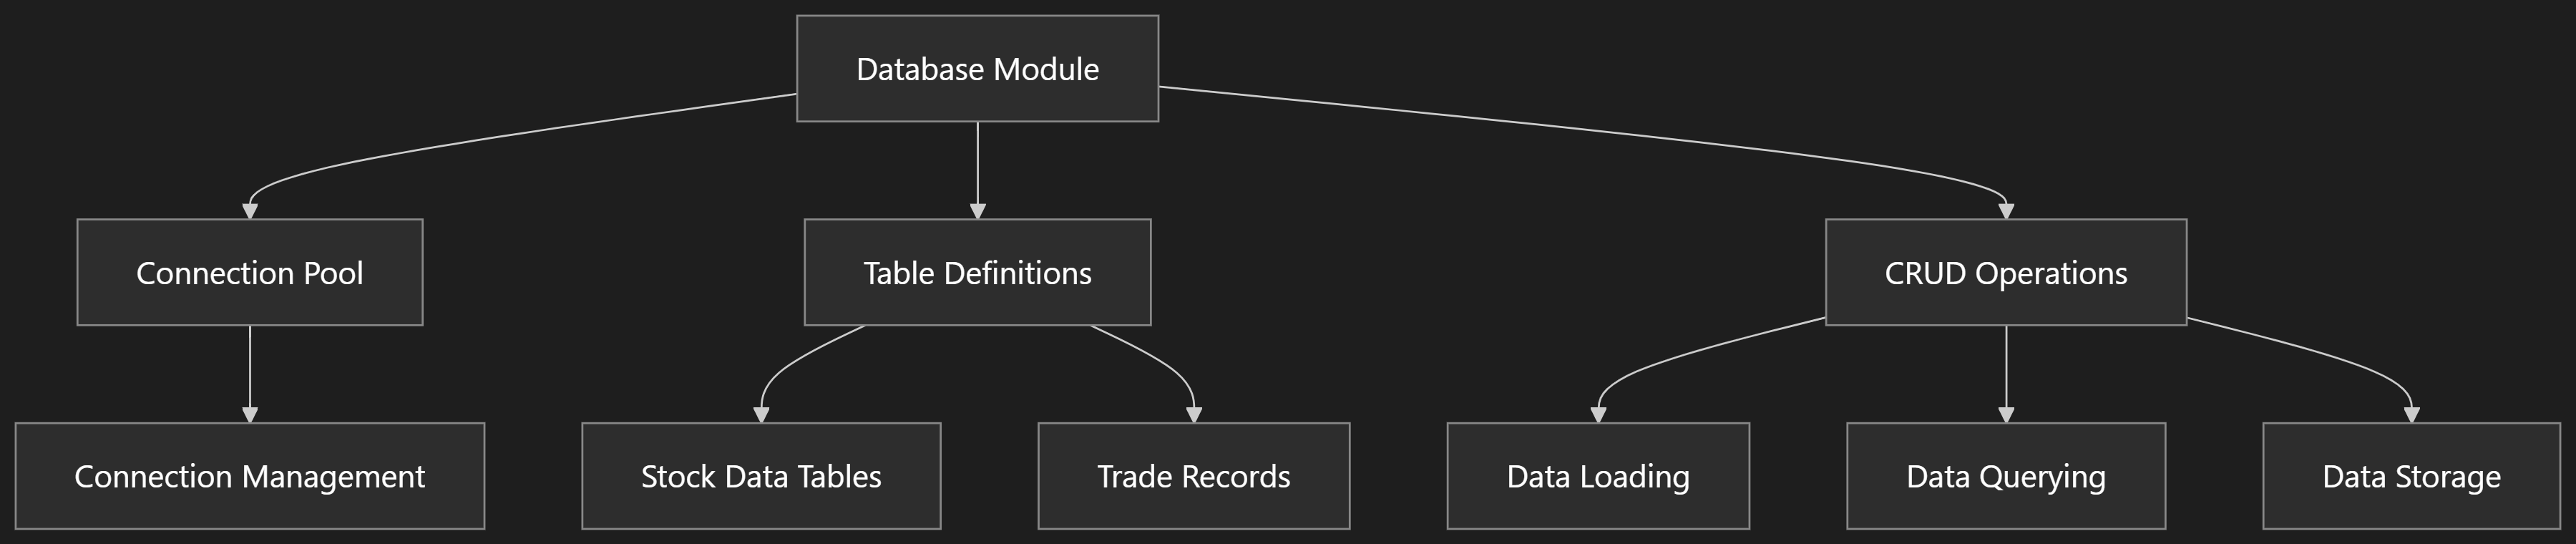 Database Module
Connection Pool
Table Definitions
CRUD Operations
Connection Management
Stock Data Tables
Trade Records
Data Loading
Data Querying
Data Storage